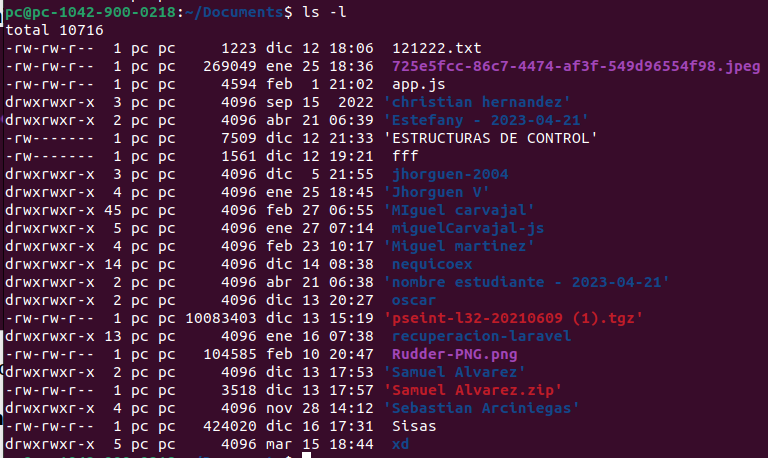 pc@pc-1042-900-0218:~/Documents$ ls -l
total 10716
-rw-rw-r--  1 pc pc     1223 dic 12 18:06  121222.txt
-rw-rw-r--  1 pc pc   269049 ene 25 18:36  725e5fcc-86c7-4474-af3f-549d96554f98.jpeg
-rw-rw-r--  1 pc pc     4594 feb  1 21:02  app.js
drwxrwxr-x  3 pc pc     4096 sep 15  2022 'christian hernandez'
drwxrwxr-x  2 pc pc     4096 abr 21 06:39 'Estefany - 2023-04-21'
-rw-------  1 pc pc     7509 dic 12 21:33 'ESTRUCTURAS DE CONTROL'
-rw-------  1 pc pc     1561 dic 12 19:21  fff
drwxrwxr-x  3 pc pc     4096 dic  5 21:55  jhorguen-2004
drwxrwxr-x  4 pc pc     4096 ene 25 18:45 'Jhorguen V'
drwxrwxr-x 45 pc pc     4096 feb 27 06:55 'MIguel carvajal'
drwxrwxr-x  5 pc pc     4096 ene 27 07:14  miguelCarvajal-js
drwxrwxr-x  4 pc pc     4096 feb 23 10:17 'Miguel martinez'
drwxrwxr-x 14 pc pc     4096 dic 14 08:38  nequicoex
drwxrwxr-x  2 pc pc     4096 abr 21 06:38 'nombre estudiante - 2023-04-21'
drwxrwxr-x  2 pc pc     4096 dic 13 20:27  oscar
-rw-rw-r--  1 pc pc 10083403 dic 13 15:19 'pseint-l32-20210609 (1).tgz'
drwxrwxr-x 13 pc pc     4096 ene 16 07:38  recuperacion-laravel
-rw-rw-r--  1 pc pc   104585 feb 10 20:47  Rudder-PNG.png
drwxrwxr-x  2 pc pc     4096 dic 13 17:53 'Samuel Alvarez'
-rw-rw-r--  1 pc pc     3518 dic 13 17:57 'Samuel Alvarez.zip'
drwxrwxr-x  4 pc pc     4096 nov 28 14:12 'Sebastian Arciniegas'
-rw-rw-r--  1 pc pc   424020 dic 16 17:31  Sisas
drwxrwxr-x  5 pc pc     4096 mar 15 18:44  xd